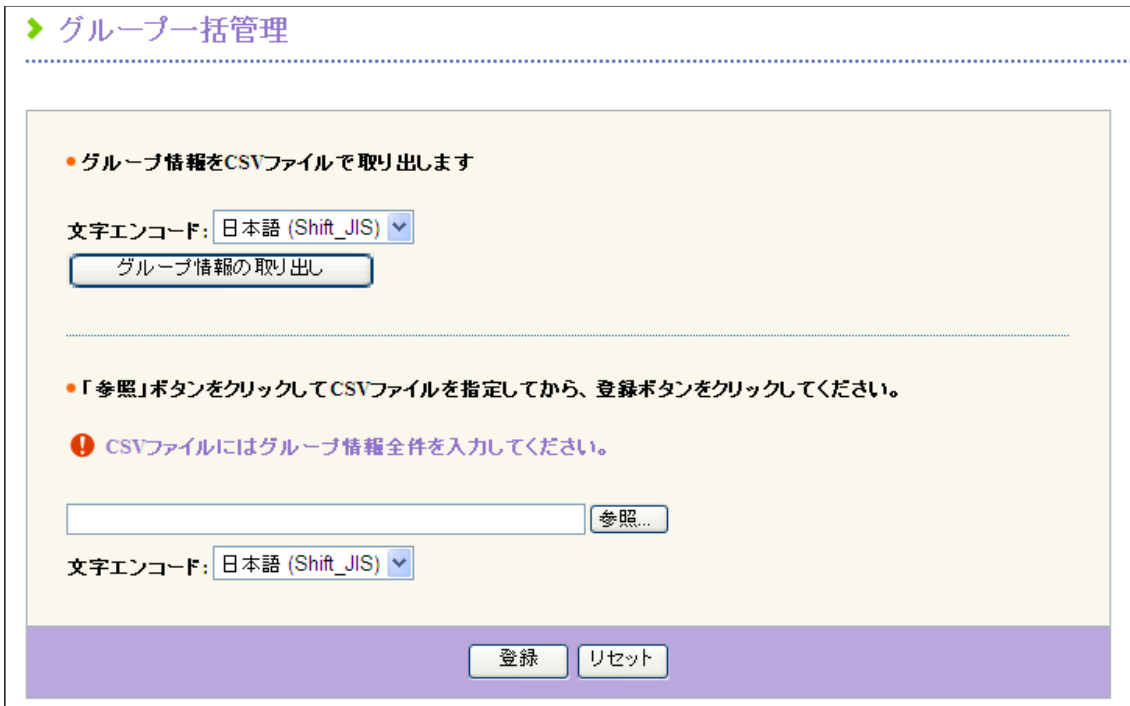 グループ一括管理
グループ情報をCSVファイルで取り出します
文字エンコード: 日本語 (Shift_JIS)
グループ情報の取り出し
「参照」ボタンをクリックしてCSVファイルを指定してから、登録ボタンをクリックしてください。
CSVファイルにはグループ情報全件を入力してください。
参照...
文字エンコード: 日本語 (Shift_JIS)
登録 リセット